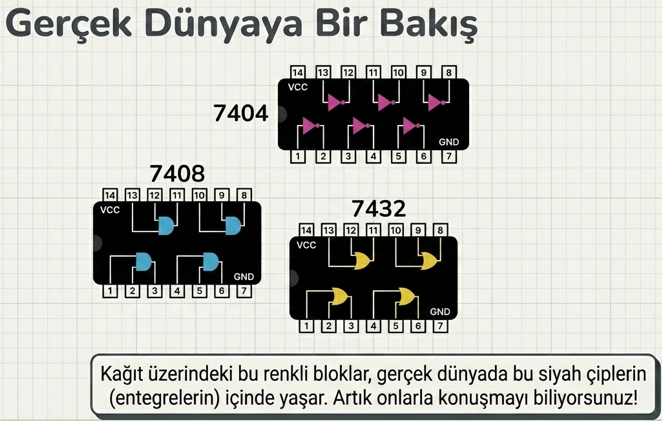 Gerçek Dünyaya Bir Bakış
14 13 12 11 10 9 8
VCC
7404
GND
1 2 3 4 5 6 7
7408
14 13 12 11 10 9 8
VCC
GND
1 2 3 4 5 6 7
7432
14 13 12 11 10 9 8
VCC
GND
1 2 3 4 5 6 7
Kağıt üzerindeki bu renkli bloklar, gerçek dünyada bu siyah çiplerin
(entegrelerin) içinde yaşar. Artık onlarla konuşmayı biliyorsunuz!